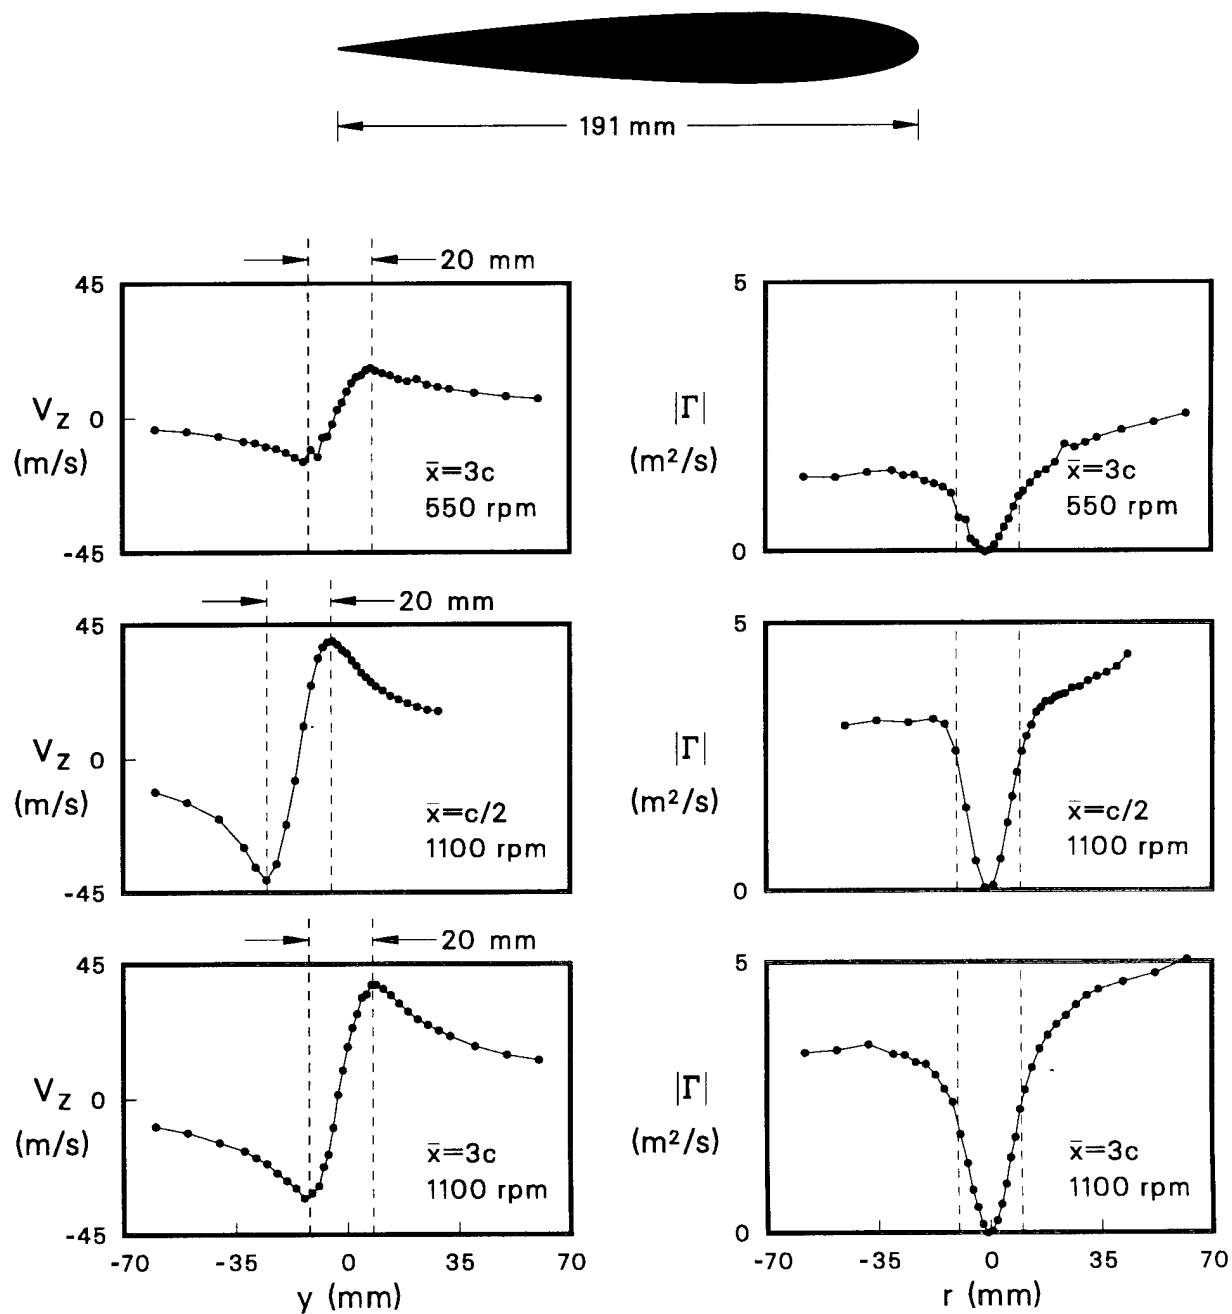 191 mm
20 mm
45
V_Z 0
(m/s)
-45
x̄=3c
550 rpm
5
|Γ|
(m²/s)
0
x̄=3c
550 rpm
20 mm
45
V_Z 0
(m/s)
-45
x̄=c/2
1100 rpm
5
|Γ|
(m²/s)
0
x̄=c/2
1100 rpm
20 mm
45
V_Z 0
(m/s)
-45
x̄=3c
1100 rpm
-70 -35 0 35 70
y (mm)
5
|Γ|
(m²/s)
0
x̄=3c
1100 rpm
-70 -35 0 35 70
r (mm)